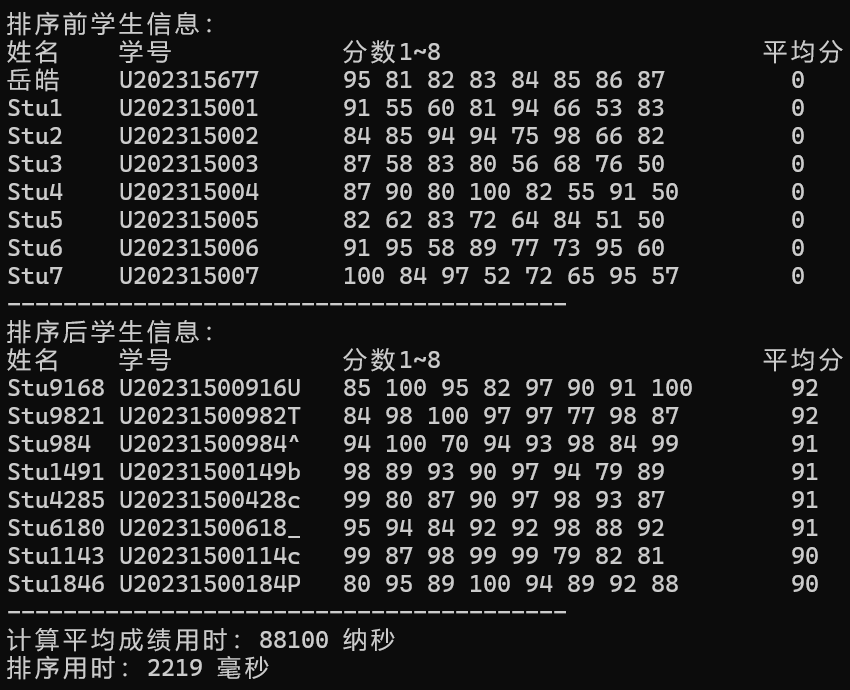 排序前学生信息:
姓名 学号 分数1~8 平均分
岳皓 U202315677 95 81 82 83 84 85 86 87 0
Stu1 U202315001 91 55 60 81 94 66 53 83 0
Stu2 U202315002 84 85 94 94 75 98 66 82 0
Stu3 U202315003 87 58 83 80 56 68 76 50 0
Stu4 U202315004 87 90 80 100 82 55 91 50 0
Stu5 U202315005 82 62 83 72 64 84 51 50 0
Stu6 U202315006 91 95 58 89 77 73 95 60 0
Stu7 U202315007 100 84 97 52 72 65 95 57 0
----------------------------------------
排序后学生信息:
姓名 学号 分数1~8 平均分
Stu9168 U20231500916U 85 100 95 82 97 90 91 100 92
Stu9821 U20231500982T 84 98 100 97 97 77 98 87 92
Stu984 U20231500984^ 94 100 70 94 93 98 84 99 91
Stu1491 U20231500149b 98 89 93 90 97 94 79 89 91
Stu4285 U20231500428c 99 80 87 90 97 98 93 87 91
Stu6180 U20231500618_ 95 94 84 92 92 98 88 92 91
Stu1143 U20231500114c 99 87 98 99 99 79 82 81 90
Stu1846 U20231500184P 80 95 89 100 94 89 92 88 90
----------------------------------------
计算平均成绩用时: 88100 纳秒
排序用时: 2219 毫秒